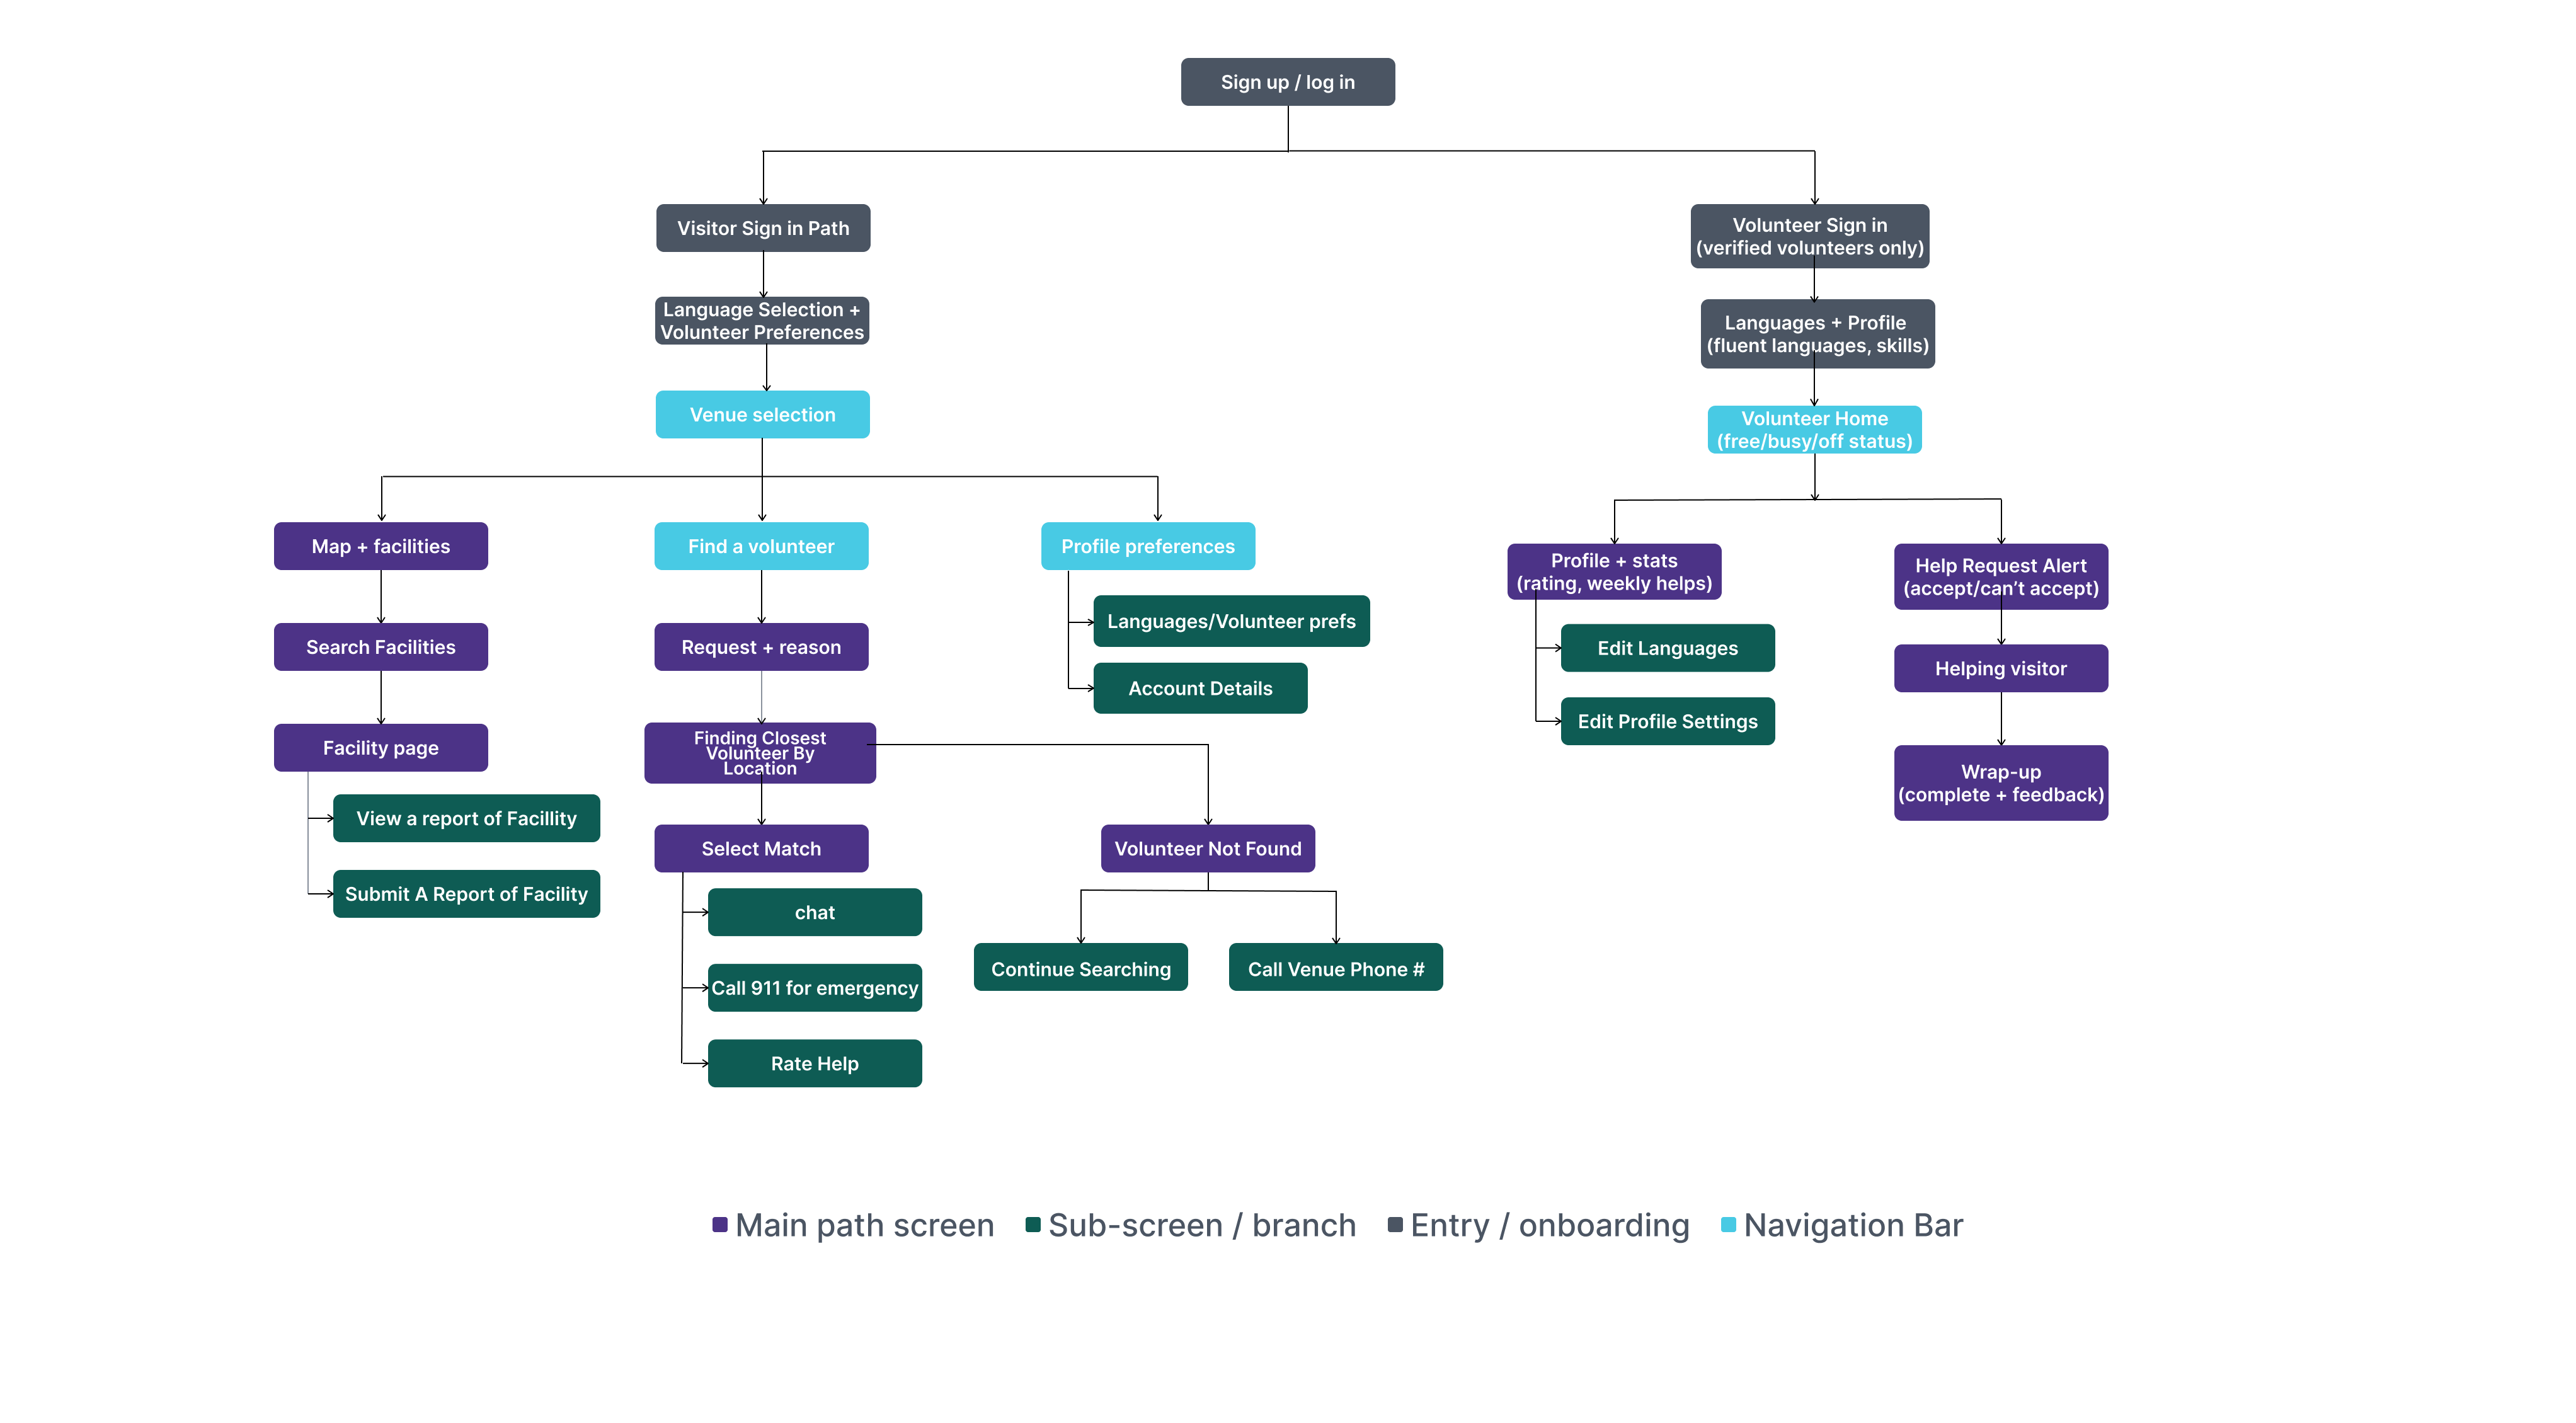 Sign up / log in
Visitor Sign in Path
Volunteer Sign in
(verified volunteers only)
Language Selection +
Volunteer Preferences
Languages + Profile
(fluent languages, skills)
Venue selection
Volunteer Home
(free/busy/off status)
Map + facilities
Find a volunteer
Profile preferences
Profile + stats
(rating, weekly helps)
Help Request Alert
(accept/can’t accept)
Languages/Volunteer prefs
Search Facilities
Request + reason
Edit Languages
Helping visitor
Account Details
Edit Profile Settings
Facility page
Finding Closest
Volunteer By
Location
Wrap-up
(complete + feedback)
View a report of Facillity
Select Match
Volunteer Not Found
Submit A Report of Facility
chat
Continue Searching
Call Venue Phone #
Call 911 for emergency
Rate Help
Main path screen
Sub-screen / branch
Entry / onboarding
Navigation Bar